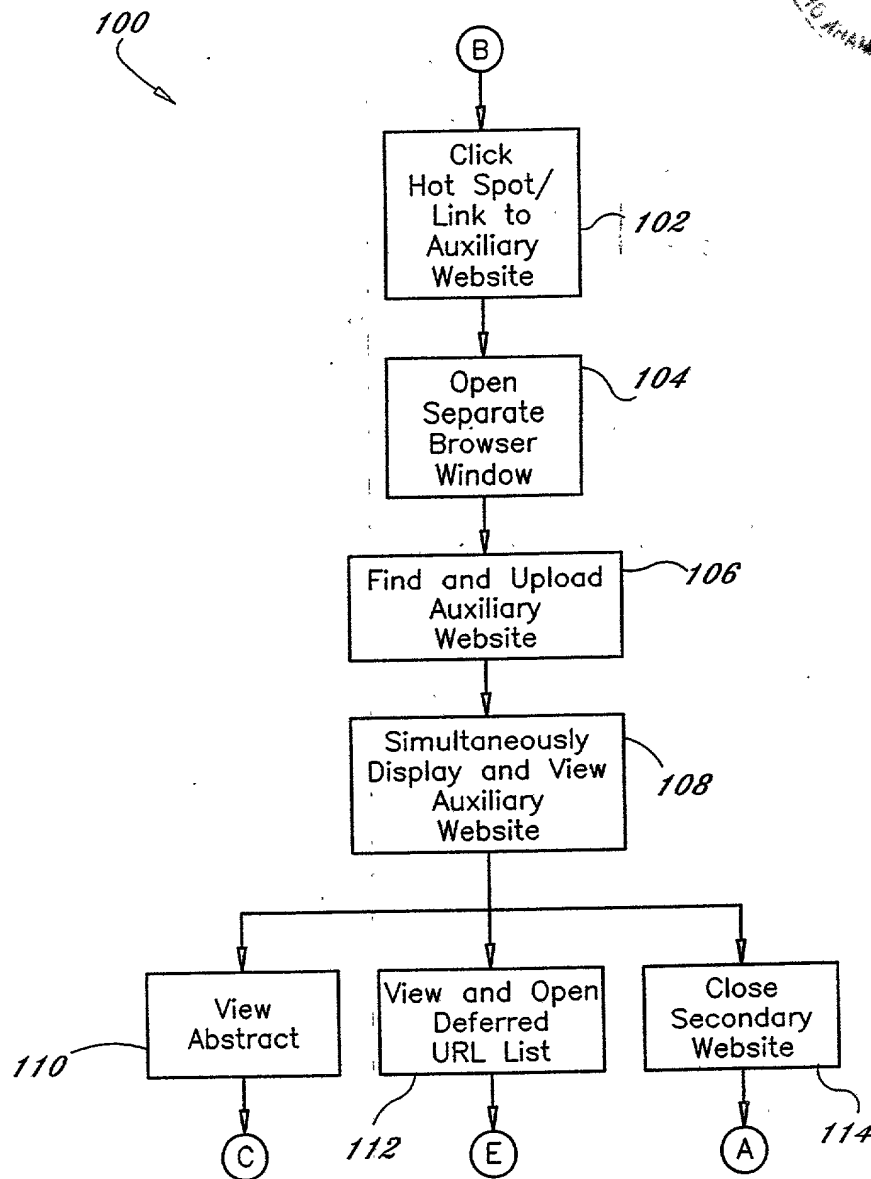 100
B
Click
Hot Spot/
Link to
Auxiliary
Website
102
Open
Separate
Browser
Window
104
Find and Upload
Auxiliary
Website
106
Simultaneously
Display and View
Auxiliary
Website
108
View
Abstract
110
View and Open
Deferred
URL List
112
Close
Secondary
Website
114
C
E
A